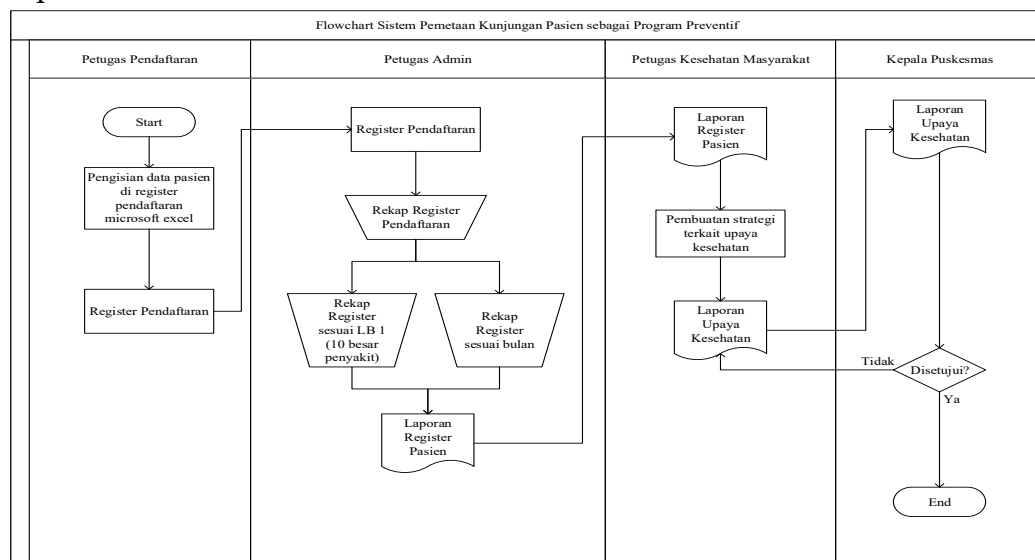 Flowchart Sistem Pemetaan Kunjungan Pasien sebagai Program Preventif
Petugas Pendaftaran
Petugas Admin
Petugas Kesehatan Masyarakat
Kepala Puskesmas
Start
Pengisian data pasien
di register
pendaftaran
microsoft excel
Register Pendaftaran
Register Pendaftaran
Rekap Register
Pendaftaran
Rekap
Register
sesuai LB 1
(10 besar
penyakit)
Rekap
Register
sesuai bulan
Laporan
Register
Pasien
Laporan
Register
Pasien
Pembuatan strategi
terkait upaya
kesehatan
Laporan
Upaya
Kesehatan
Laporan
Upaya
Kesehatan
Tidak
Disetujui?
Ya
End